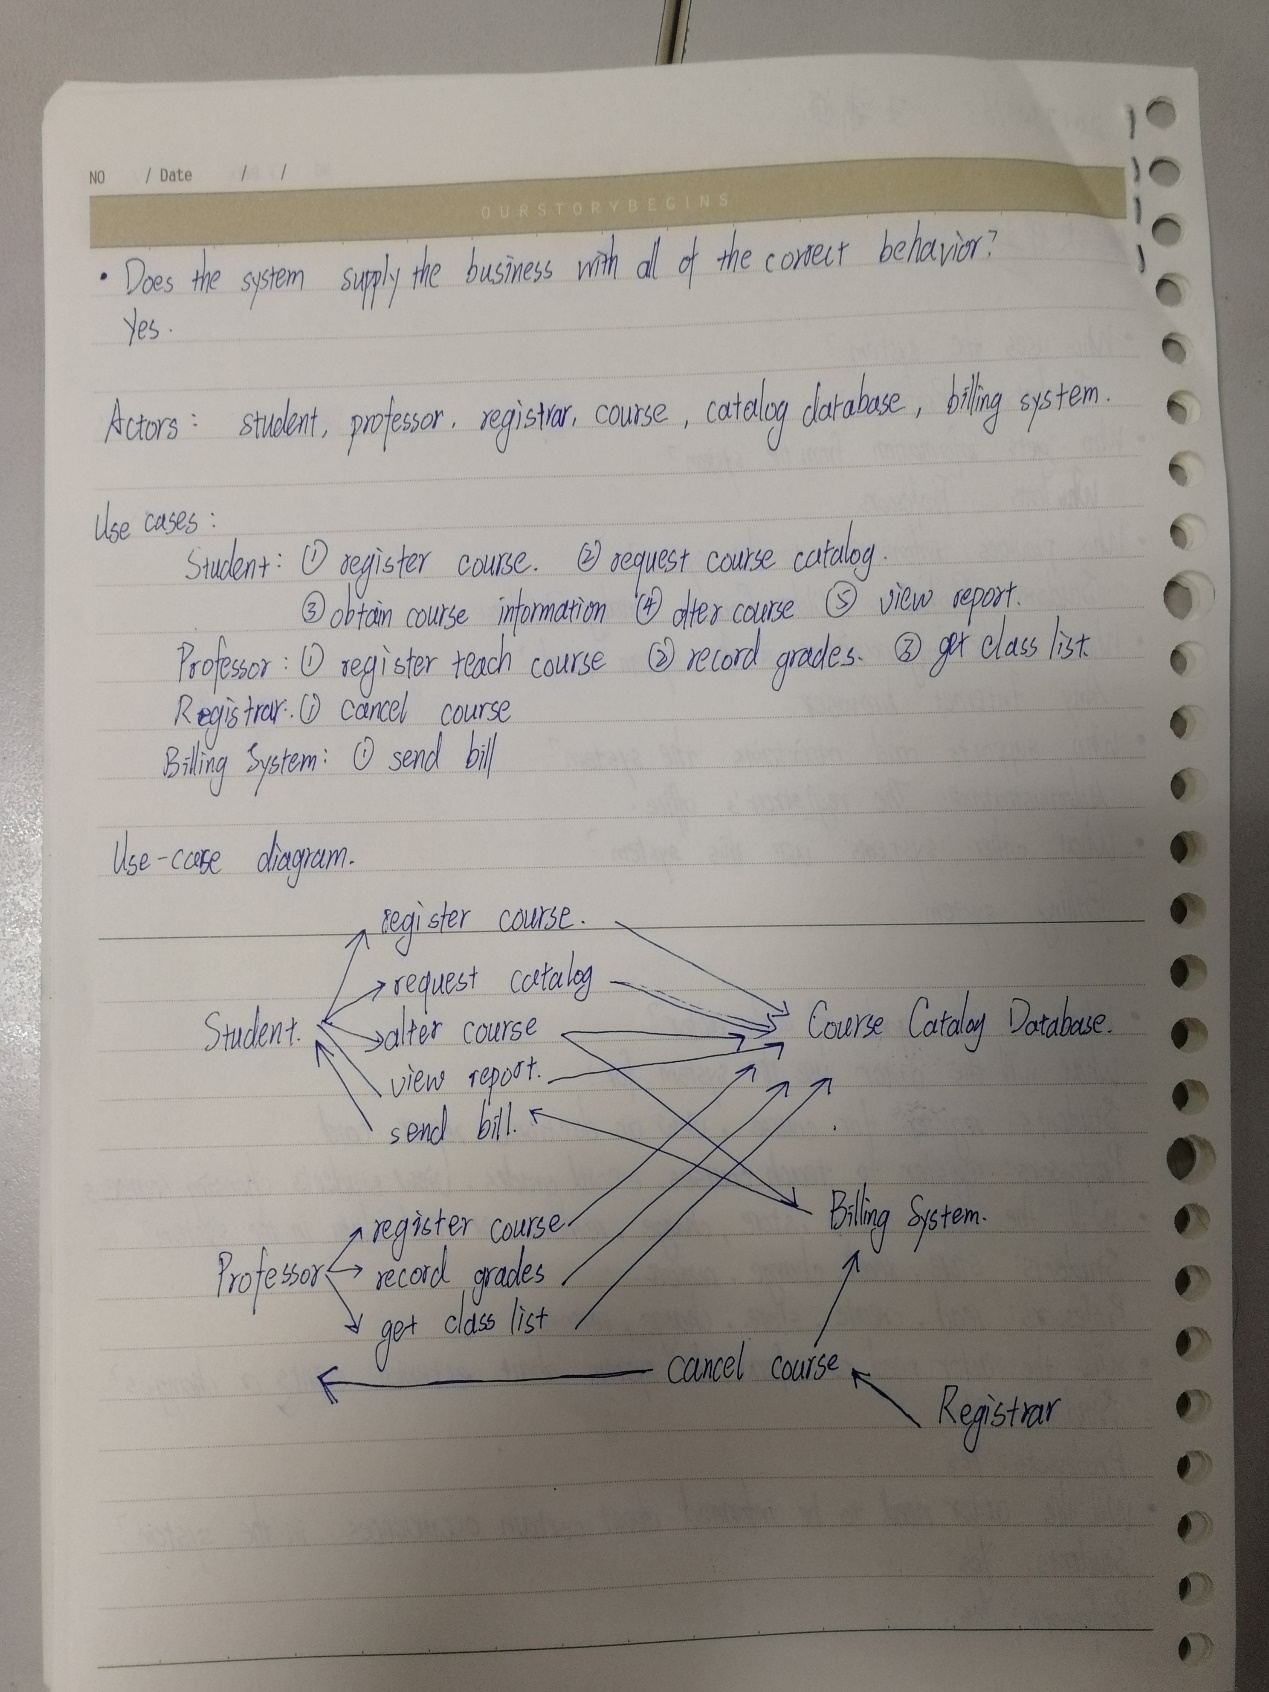 NO / Date / /
OURSTORYBEGINS
• Does the system supply the business with all of the correct behavior?
Yes.
Actors: student, professor, registrar, course, catalog database, billing system.
Use cases:
Student: ① register course. ② request course catalog.
③ obtain course information ④ alter course ⑤ view report.
Professor: ① register teach course ② record grades. ③ get class list.
Registrar: ① cancel course
Billing System: ① send bill
Use-case diagram.
register course.
request catalog
Student. alter course Course Catalog Database.
view report.
send bill.
register course Billing System.
Professor record grades
get class list
cancel course
Registrar